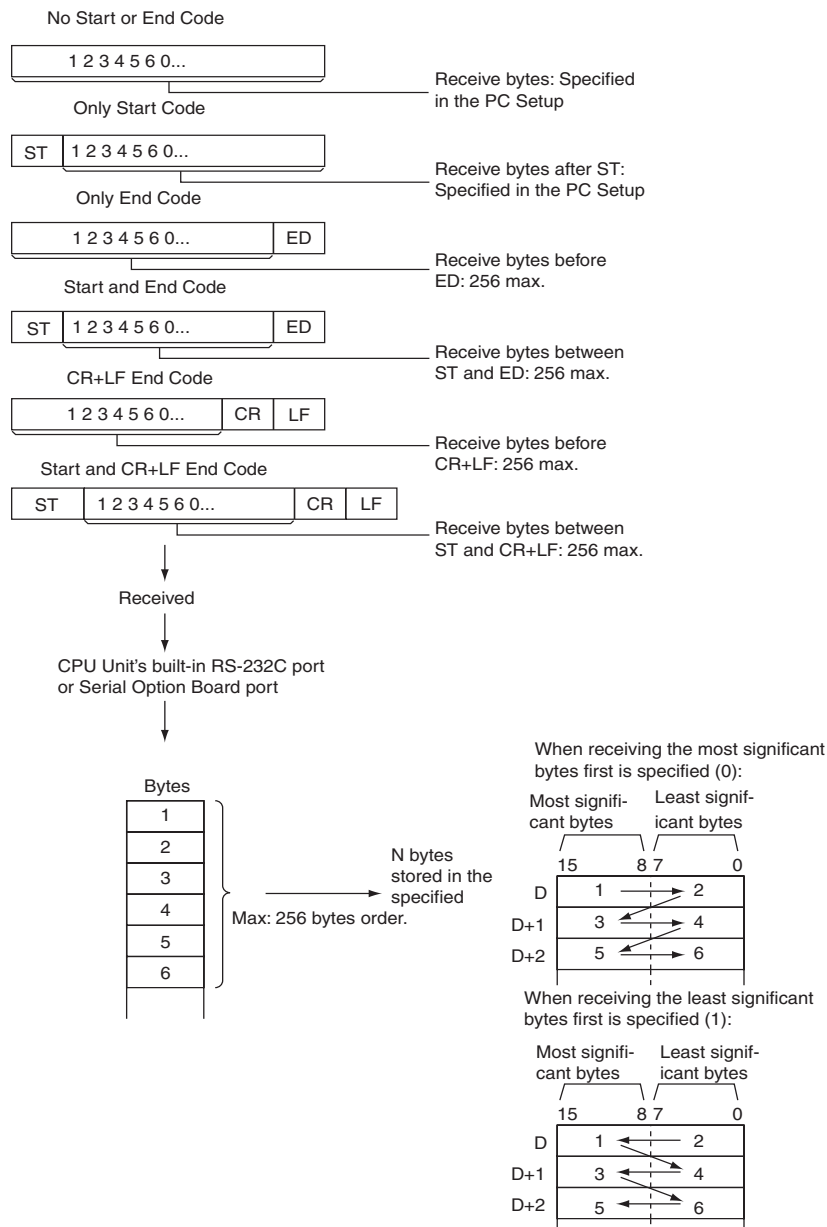 No Start or End Code
1 2 3 4 5 6 0...
Receive bytes: Specified
in the PC Setup
Only Start Code
ST 1 2 3 4 5 6 0...
Receive bytes after ST:
Specified in the PC Setup
Only End Code
1 2 3 4 5 6 0... ED
Receive bytes before
ED: 256 max.
Start and End Code
ST 1 2 3 4 5 6 0... ED
Receive bytes between
ST and ED: 256 max.
CR+LF End Code
1 2 3 4 5 6 0... CR LF
Receive bytes before
CR+LF: 256 max.
Start and CR+LF End Code
ST 1 2 3 4 5 6 0... CR LF
Receive bytes between
ST and CR+LF: 256 max.
Received
CPU Unit's built-in RS-232C port
or Serial Option Board port
Bytes
1
2
3
4
5
6
Max: 256 bytes
N bytes
stored in the
specified
order.
When receiving the most significant
bytes first is specified (0):
Most signifi-
cant bytes
Least signif-
icant bytes
15 8 7 0
D 1 2
D+1 3 4
D+2 5 6
When receiving the least significant
bytes first is specified (1):
Most signifi-
cant bytes
Least signif-
icant bytes
15 8 7 0
D 1 2
D+1 3 4
D+2 5 6